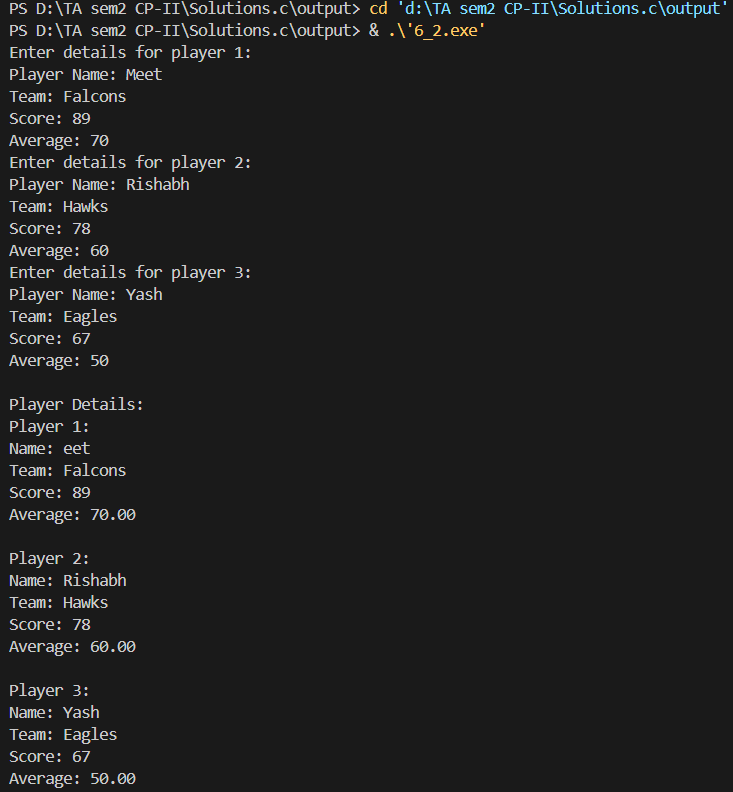 PS D:\TA sem2 CP-II\Solutions.c\output> cd 'd:\TA sem2 CP-II\Solutions.c\output'
PS D:\TA sem2 CP-II\Solutions.c\output> & .\'6_2.exe'
Enter details for player 1:
Player Name: Meet
Team: Falcons
Score: 89
Average: 70
Enter details for player 2:
Player Name: Rishabh
Team: Hawks
Score: 78
Average: 60
Enter details for player 3:
Player Name: Yash
Team: Eagles
Score: 67
Average: 50

Player Details:
Player 1:
Name: eet
Team: Falcons
Score: 89
Average: 70.00

Player 2:
Name: Rishabh
Team: Hawks
Score: 78
Average: 60.00

Player 3:
Name: Yash
Team: Eagles
Score: 67
Average: 50.00